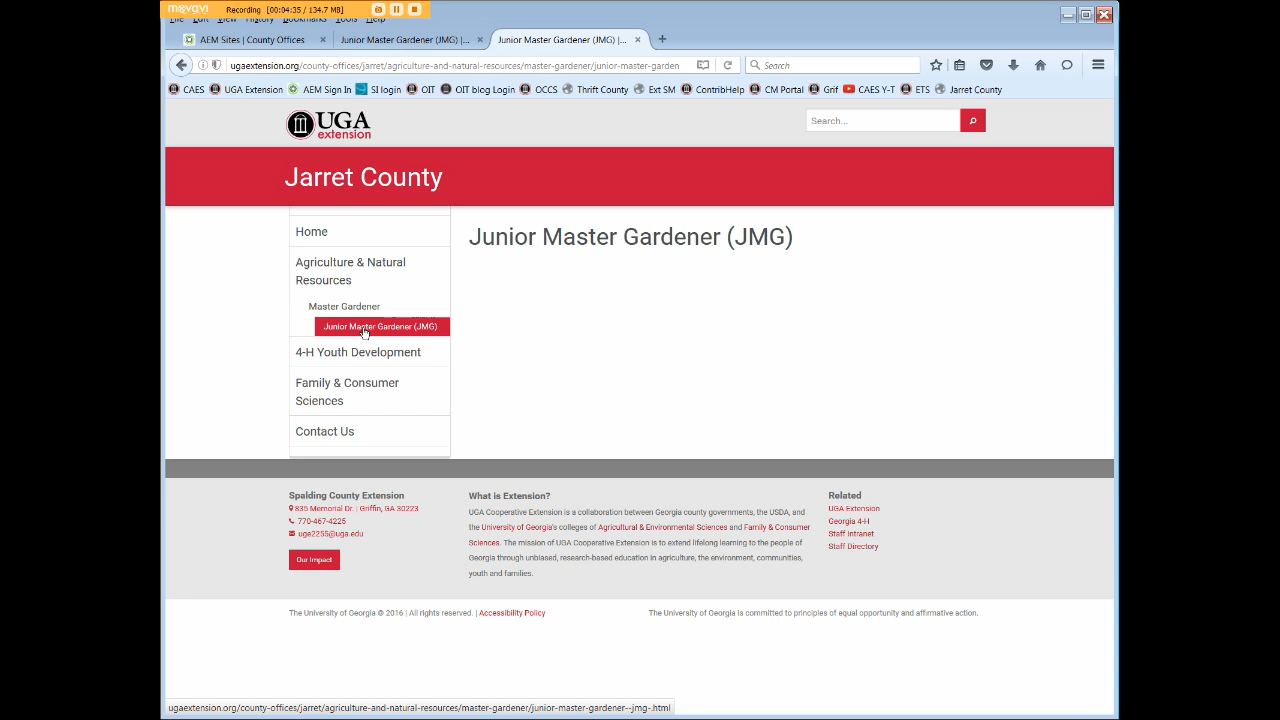 movavi Recording [00:04:35 / 134.7 MB]
File Edit View History Bookmarks Tools Help
AEM Sites | County Offices × Junior Master Gardener (JMG) |... × Junior Master Gardener (JMG) |... × +
ugaextension.org/county-offices/jarret/agriculture-and-natural-resources/master-gardener/junior-master-garden Search
CAES UGA Extension AEM Sign In SI login OIT OIT blog Login OCCS Thrift County Ext SM ContribHelp CM Portal Grif CAES Y-T ETS Jarret County
UGA
extension
Search...
Jarret County
Home
Agriculture & Natural
Resources
Master Gardener
Junior Master Gardener (JMG)
4-H Youth Development
Family & Consumer
Sciences
Contact Us
Junior Master Gardener (JMG)
Spalding County Extension
835 Memorial Dr. | Griffin, GA 30223
770-467-4225
uge2255@uga.edu
Our Impact
What is Extension?
UGA Cooperative Extension is a collaboration between Georgia county governments, the USDA, and
the University of Georgia's colleges of Agricultural & Environmental Sciences and Family & Consumer
Sciences. The mission of UGA Cooperative Extension is to extend lifelong learning to the people of
Georgia through unbiased, research-based education in agriculture, the environment, communities,
youth and families.
Related
UGA Extension
Georgia 4-H
Staff Intranet
Staff Directory
The University of Georgia © 2016 | All rights reserved. | Accessibility Policy
The University of Georgia is committed to principles of equal opportunity and affirmative action.
ugaextension.org/county-offices/jarret/agriculture-and-natural-resources/master-gardener/junior-master-gardener--jmg-.html